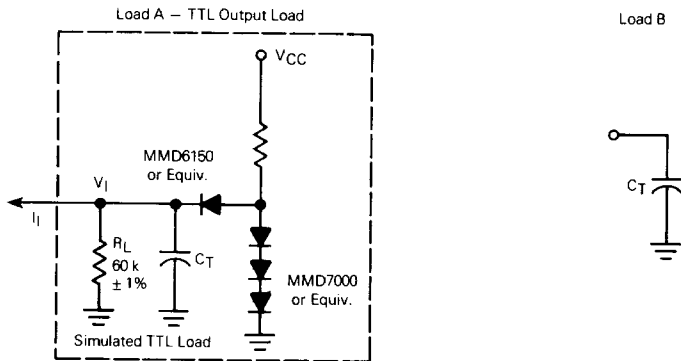 Load A — TTL Output Load
Load B
VCC
MMD6150
or Equiv.
VI
II
RL
60 k
± 1%
CT
MMD7000
or Equiv.
Simulated TTL Load
CT